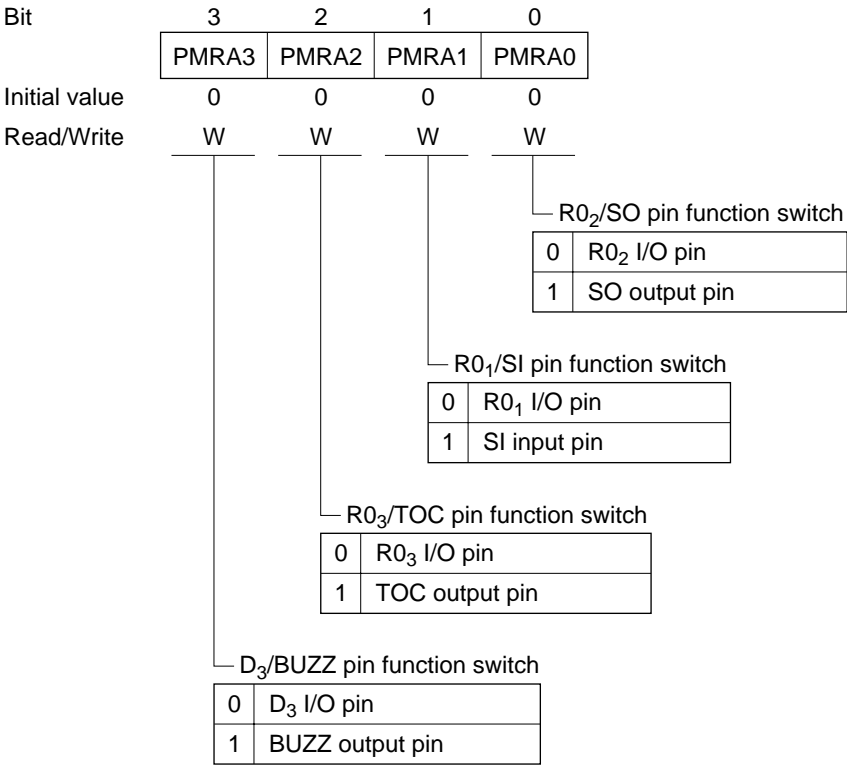 Bit 3 2 1 0
PMRA3 PMRA2 PMRA1 PMRA0
Initial value 0 0 0 0
Read/Write W W W W
R0₂/SO pin function switch
0 R0₂ I/O pin
1 SO output pin
R0₁/SI pin function switch
0 R0₁ I/O pin
1 SI input pin
R0₃/TOC pin function switch
0 R0₃ I/O pin
1 TOC output pin
D₃/BUZZ pin function switch
0 D₃ I/O pin
1 BUZZ output pin